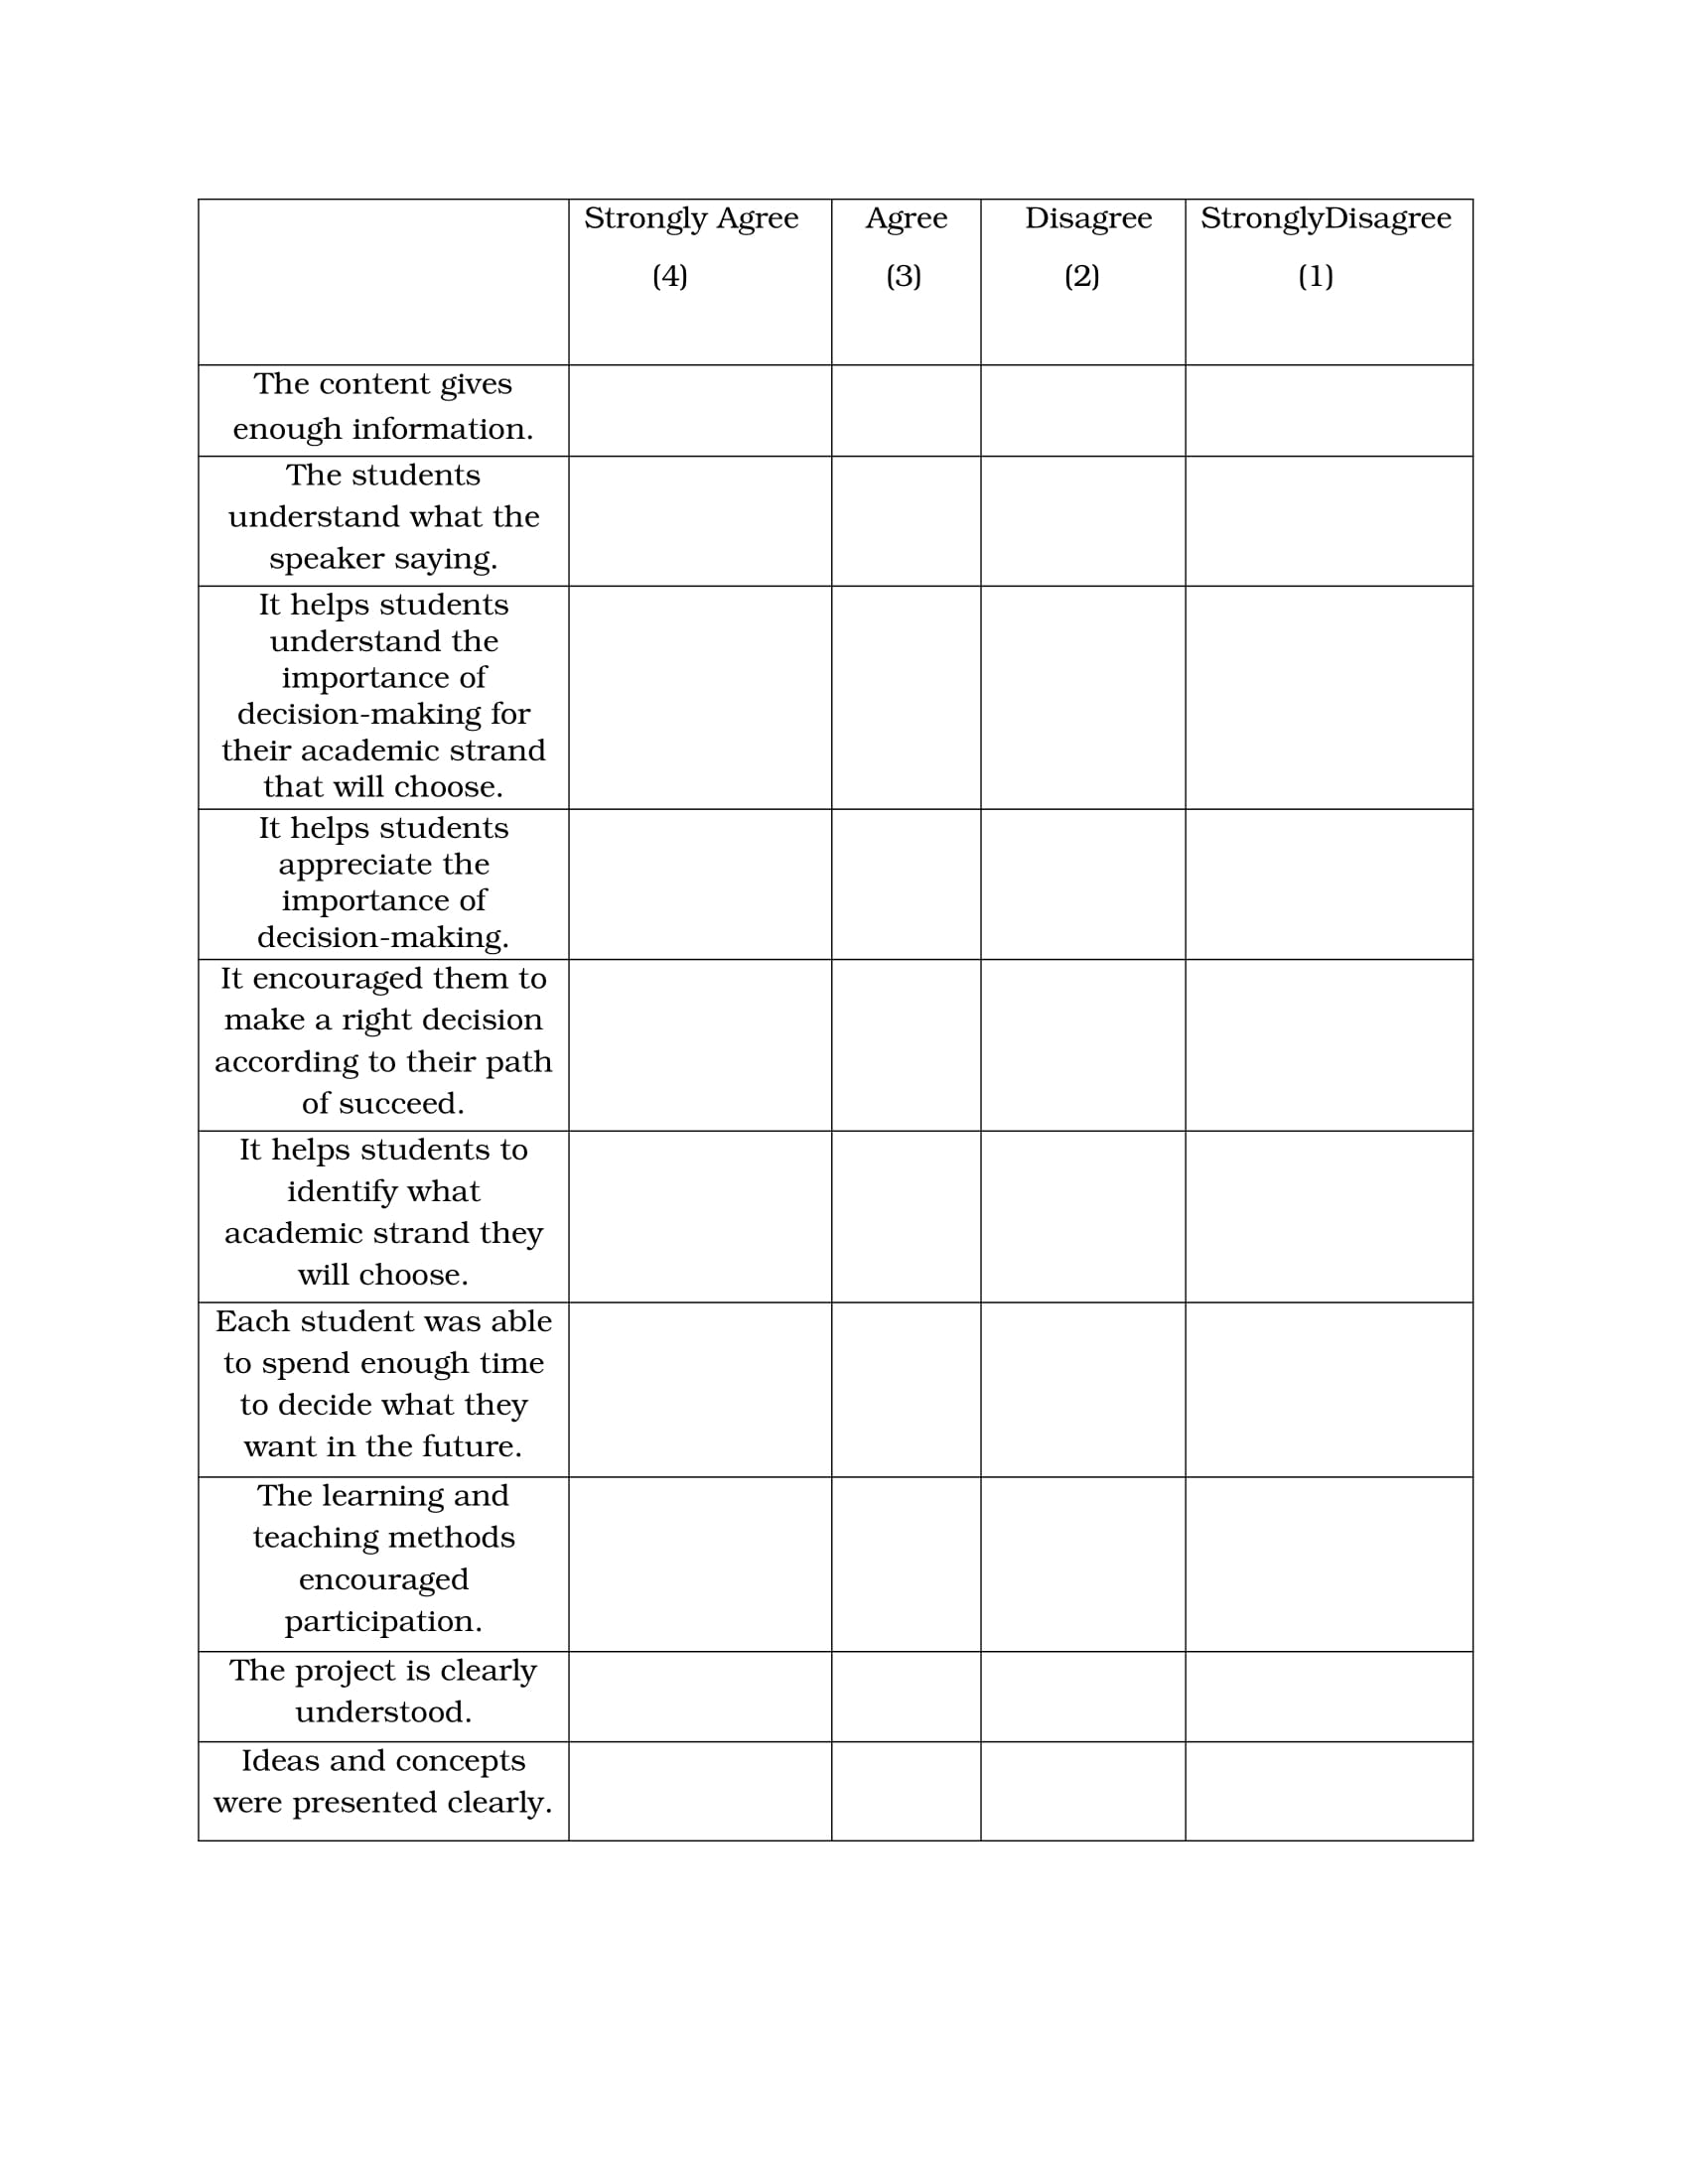 Strongly Agree Agree Disagree StronglyDisagree
(4) (3) (2) (1)
The content gives
enough information.
The students
understand what the
speaker saying.
It helps students
understand the
importance of
decision-making for
their academic strand
that will choose.
It helps students
appreciate the
importance of
decision-making.
It encouraged them to
make a right decision
according to their path
of succeed.
It helps students to
identify what
academic strand they
will choose.
Each student was able
to spend enough time
to decide what they
want in the future.
The learning and
teaching methods
encouraged
participation.
The project is clearly
understood.
Ideas and concepts
were presented clearly.